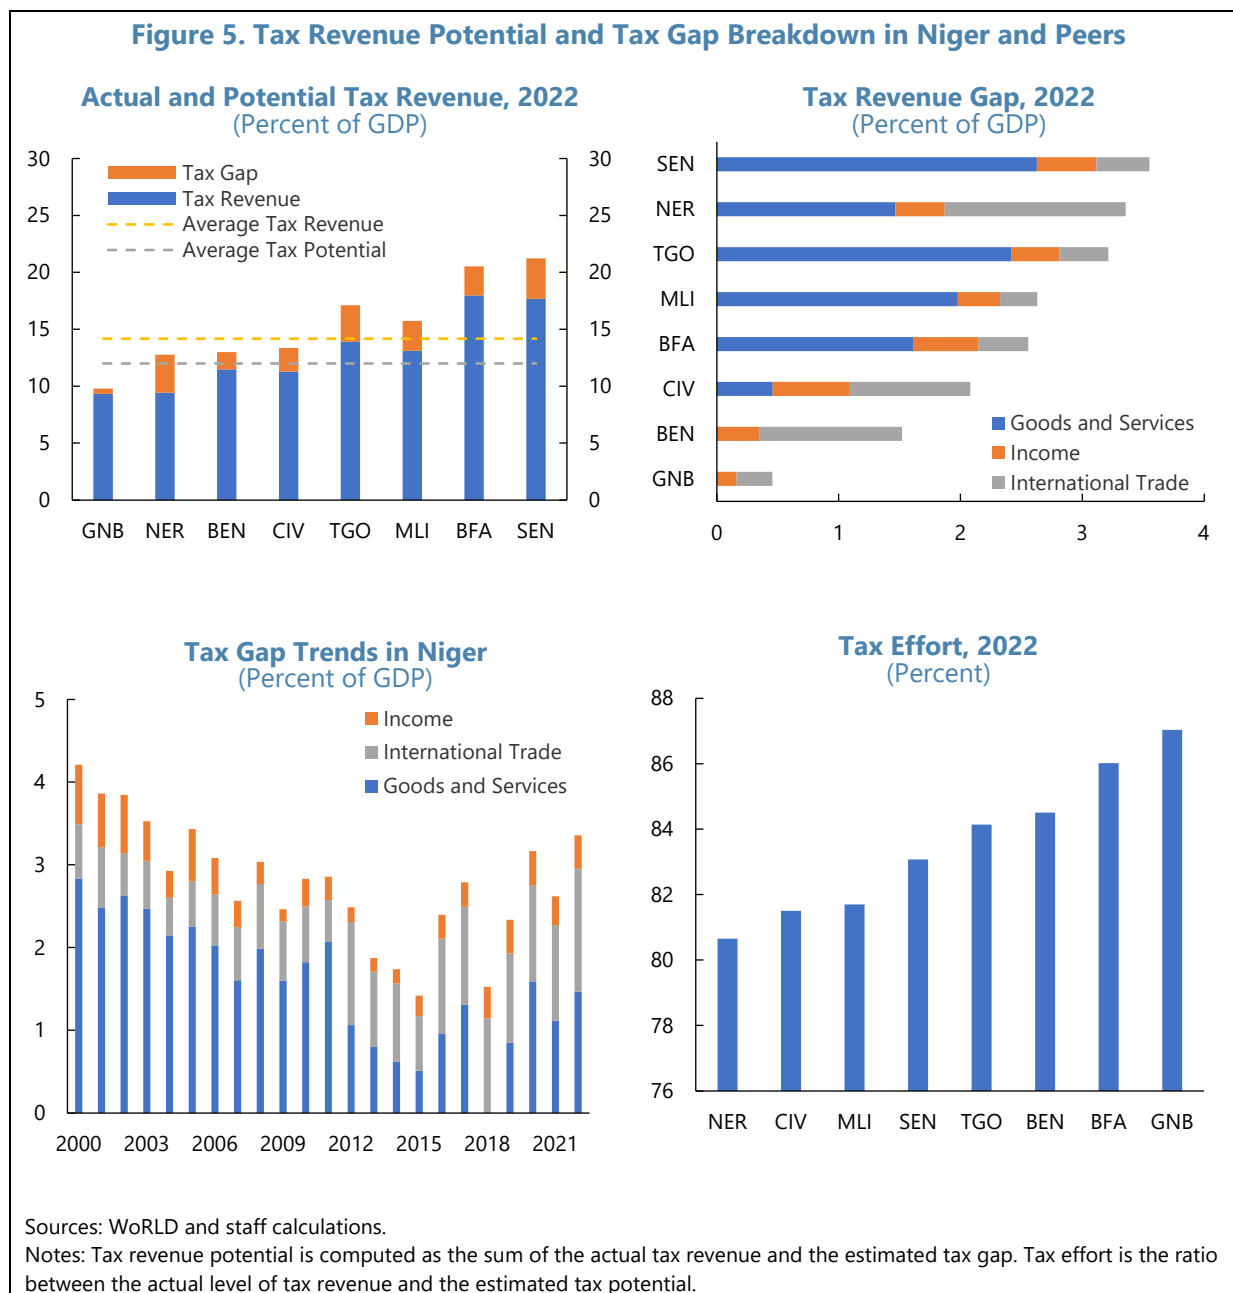 Figure 5. Tax Revenue Potential and Tax Gap Breakdown in Niger and Peers
Actual and Potential Tax Revenue, 2022
(Percent of GDP)
30
25
20
15
10
5
0
30
25
20
15
10
5
0
Tax Gap
Tax Revenue
Average Tax Revenue
Average Tax Potential
GNB NER BEN CIV TGO MLI BFA SEN
Tax Revenue Gap, 2022
(Percent of GDP)
SEN
NER
TGO
MLI
BFA
CIV
BEN
GNB
Goods and Services
Income
International Trade
0 1 2 3 4
Tax Gap Trends in Niger
(Percent of GDP)
5
4
3
2
1
0
Income
International Trade
Goods and Services
2000 2003 2006 2009 2012 2015 2018 2021
Tax Effort, 2022
(Percent)
88
86
84
82
80
78
76
NER CIV MLI SEN TGO BEN BFA GNB
Sources: WoRLD and staff calculations.
Notes: Tax revenue potential is computed as the sum of the actual tax revenue and the estimated tax gap. Tax effort is the ratio
between the actual level of tax revenue and the estimated tax potential.